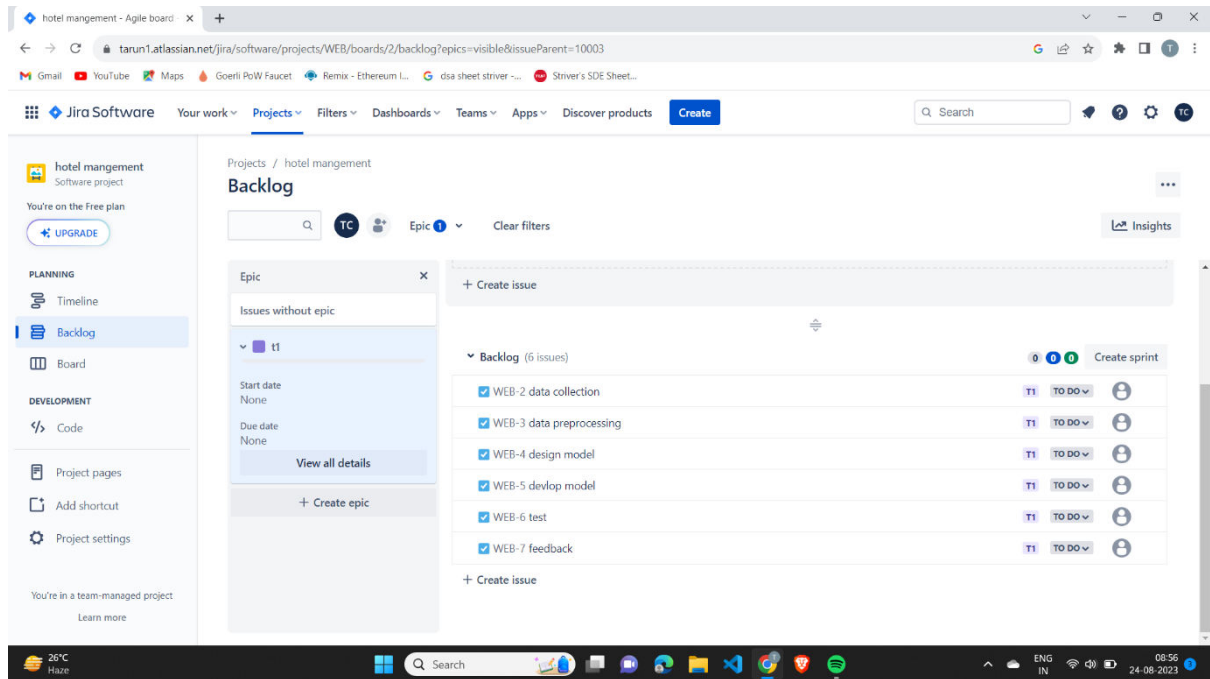 hotel mangement - Agile board -
tarun1.atlassian.net/jira/software/projects/WEB/boards/2/backlog?epics=visible&issueParent=10003
Gmail YouTube Maps Goerli PoW Faucet Remix - Ethereum I... dsa sheet striver -... Striver's SDE Sheet...
Jira Software Your work Projects Filters Dashboards Teams Apps Discover products Create Search TC
hotel mangement
Software project
You're on the Free plan
UPGRADE
PLANNING
Timeline
Backlog
Board
DEVELOPMENT
Code
Project pages
Add shortcut
Project settings
You're in a team-managed project
Learn more
Projects / hotel mangement
Backlog
TC Epic 1 Clear filters Insights
Epic
Issues without epic
t1
Start date
None
Due date
None
View all details
+ Create epic
+ Create issue
Backlog (6 issues) 0 0 0 Create sprint
WEB-2 data collection T1 TO DO
WEB-3 data preprocessing T1 TO DO
WEB-4 design model T1 TO DO
WEB-5 devlop model T1 TO DO
WEB-6 test T1 TO DO
WEB-7 feedback T1 TO DO
+ Create issue
26°C
Haze
Search
ENG
IN
08:56
24-08-2023